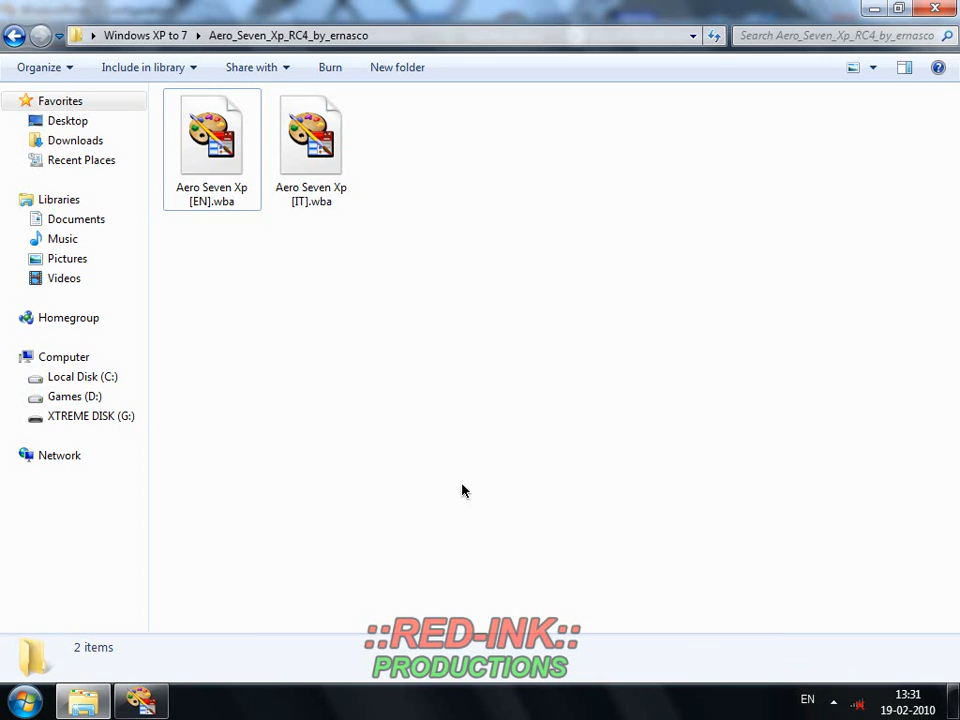 Windows XP to 7 Aero_Seven_Xp_RC4_by_ernasco Search Aero_Seven_Xp_RC4_by_ernasco
Organize Include in library Share with Burn New folder
Favorites
Desktop
Downloads
Recent Places
Libraries
Documents
Music
Pictures
Videos
Homegroup
Computer
Local Disk (C:)
Games (D:)
XTREME DISK (G:)
Network
Aero Seven Xp
[EN].wba
Aero Seven Xp
[IT].wba
2 items
::RED-INK::
PRODUCTIONS
EN
13:31
19-02-2010